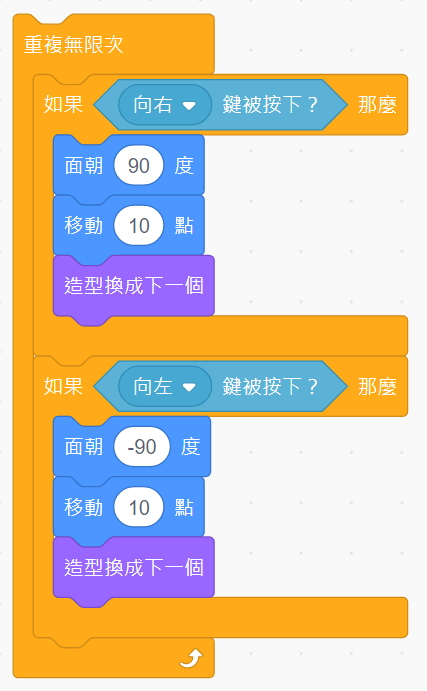 重複無限次
如果 向右 鍵被按下？ 那麼
面朝 90 度
移動 10 點
造型換成下一個
如果 向左 鍵被按下？ 那麼
面朝 -90 度
移動 10 點
造型換成下一個